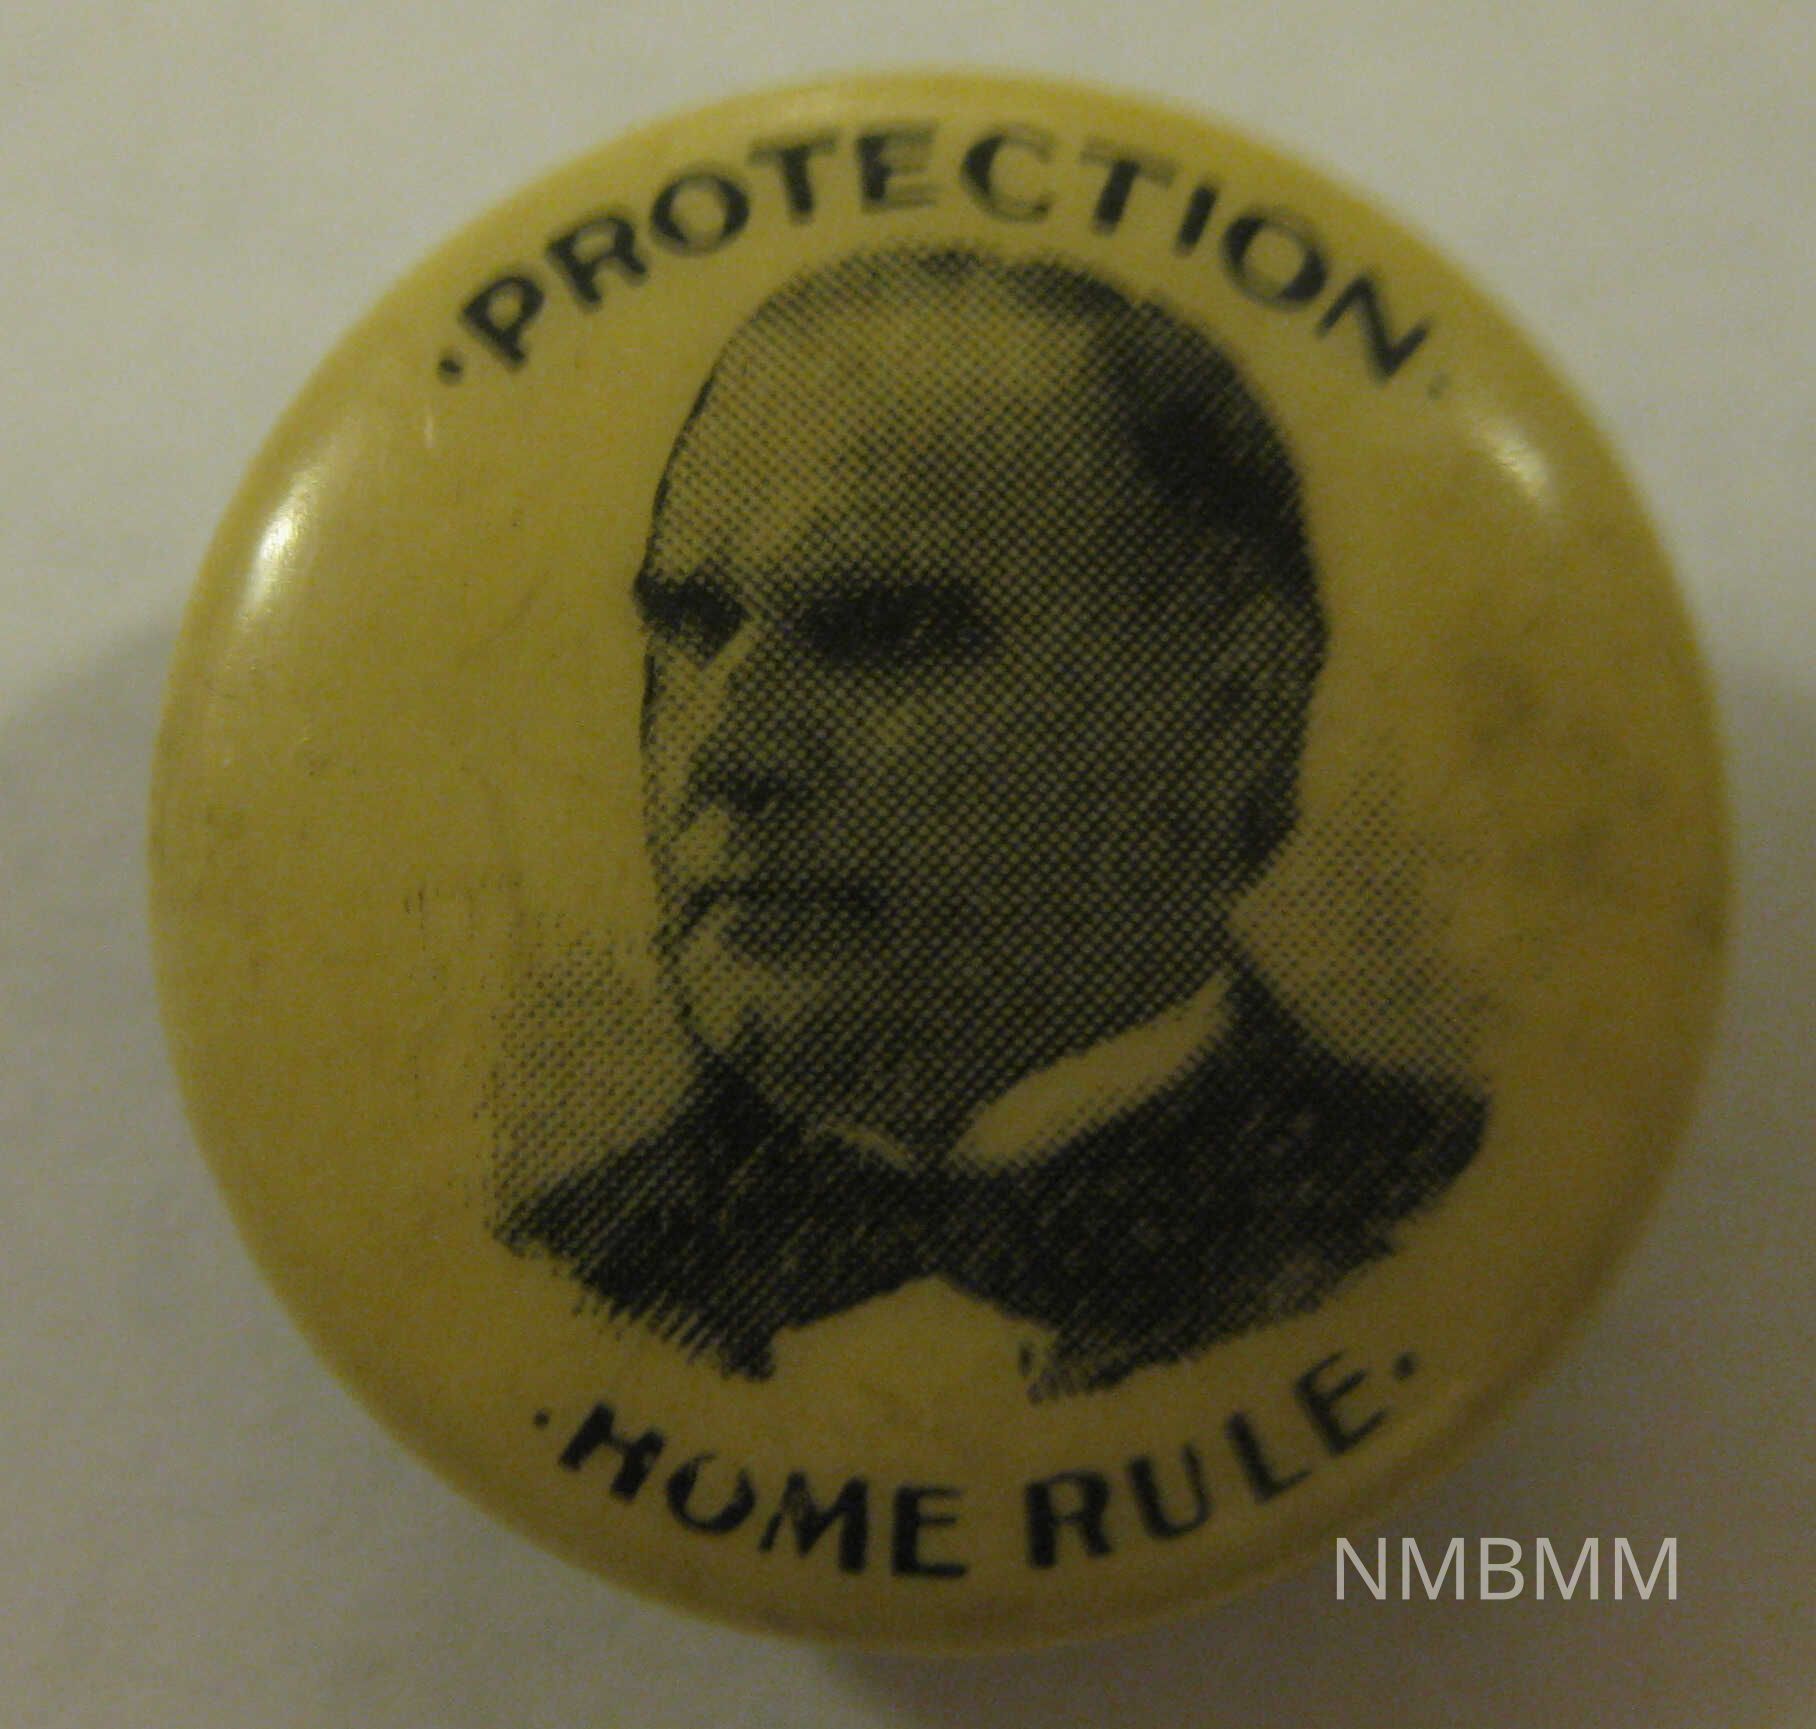 ·PROTECTION·
·HOME RULE·
NMBMM